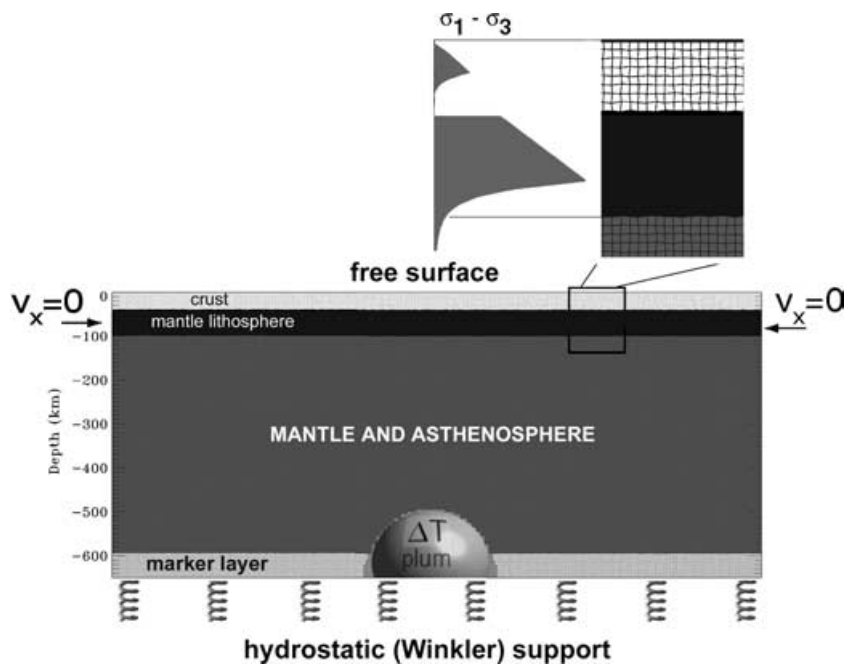 σ1 - σ3
free surface
vx=0
vx=0
crust
mantle lithosphere
0
-100
-200
-300
-400
-500
-600
Depth (km)
MANTLE AND ASTHENOSPHERE
ΔT
plum
marker layer
hydrostatic (Winkler) support